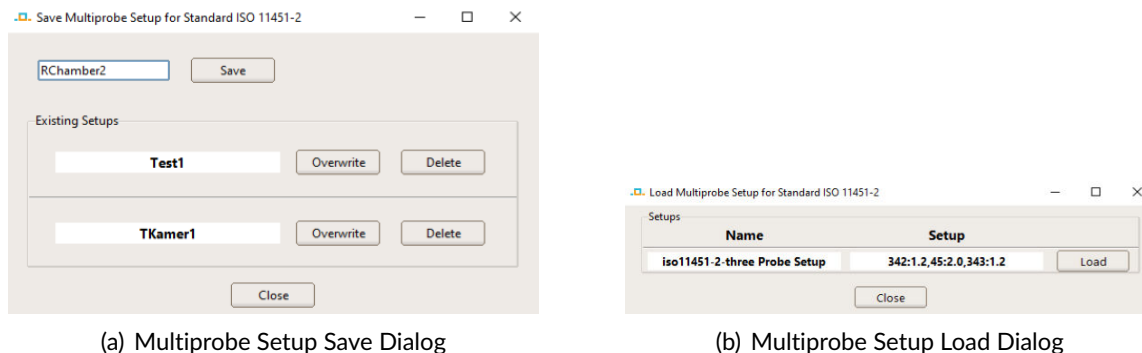 Save Multiprobe Setup for Standard ISO 11451-2
RChamber2 Save
Existing Setups
Test1 Overwrite Delete
TKamer1 Overwrite Delete
Close
(a) Multiprobe Setup Save Dialog
Load Multiprobe Setup for Standard ISO 11451-2
Setups
Name Setup
iso11451-2-three Probe Setup 342:1.2,45:2.0,343:1.2 Load
Close
(b) Multiprobe Setup Load Dialog